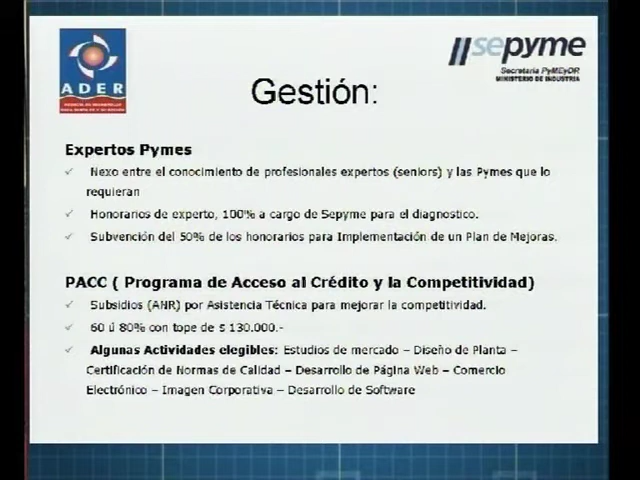 ADER
sepyme
Secretaría PyMEyDR
MINISTERIO DE INDUSTRIA
Gestión:
Expertos Pymes
✓ Nexo entre el conocimiento de profesionales expertos (seniors) y las Pymes que lo
requieran
✓ Honorarios de experto, 100% a cargo de Sepyme para el diagnostico.
✓ Subvención del 50% de los honorarios para Implementación de un Plan de Mejoras.
PACC ( Programa de Acceso al Crédito y la Competitividad)
✓ Subsidios (ANR) por Asistencia Técnica para mejorar la competitividad.
✓ 60 ú 80% con tope de $ 130.000.-
✓ Algunas Actividades elegibles: Estudios de mercado – Diseño de Planta –
Certificación de Normas de Calidad – Desarrollo de Página Web – Comercio
Electrónico – Imagen Corporativa – Desarrollo de Software